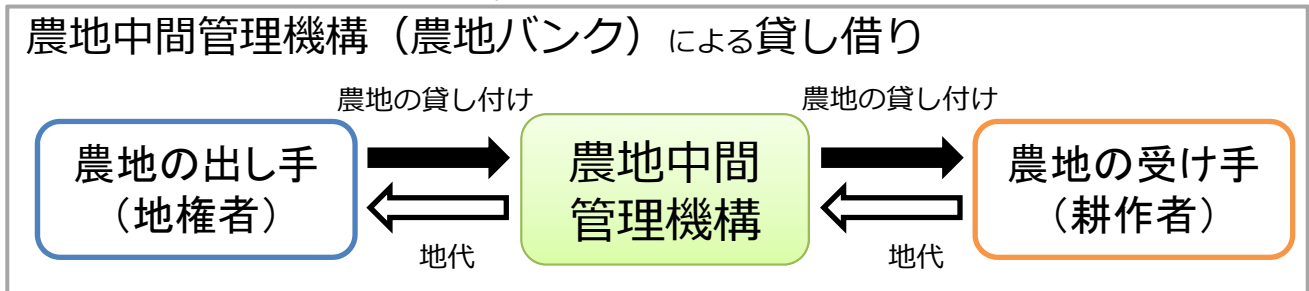 農地中間管理機構（農地バンク）による貸し借り
農地の貸し付け
農地の貸し付け
農地の出し手
（地権者）
農地中間
管理機構
農地の受け手
（耕作者）
地代
地代